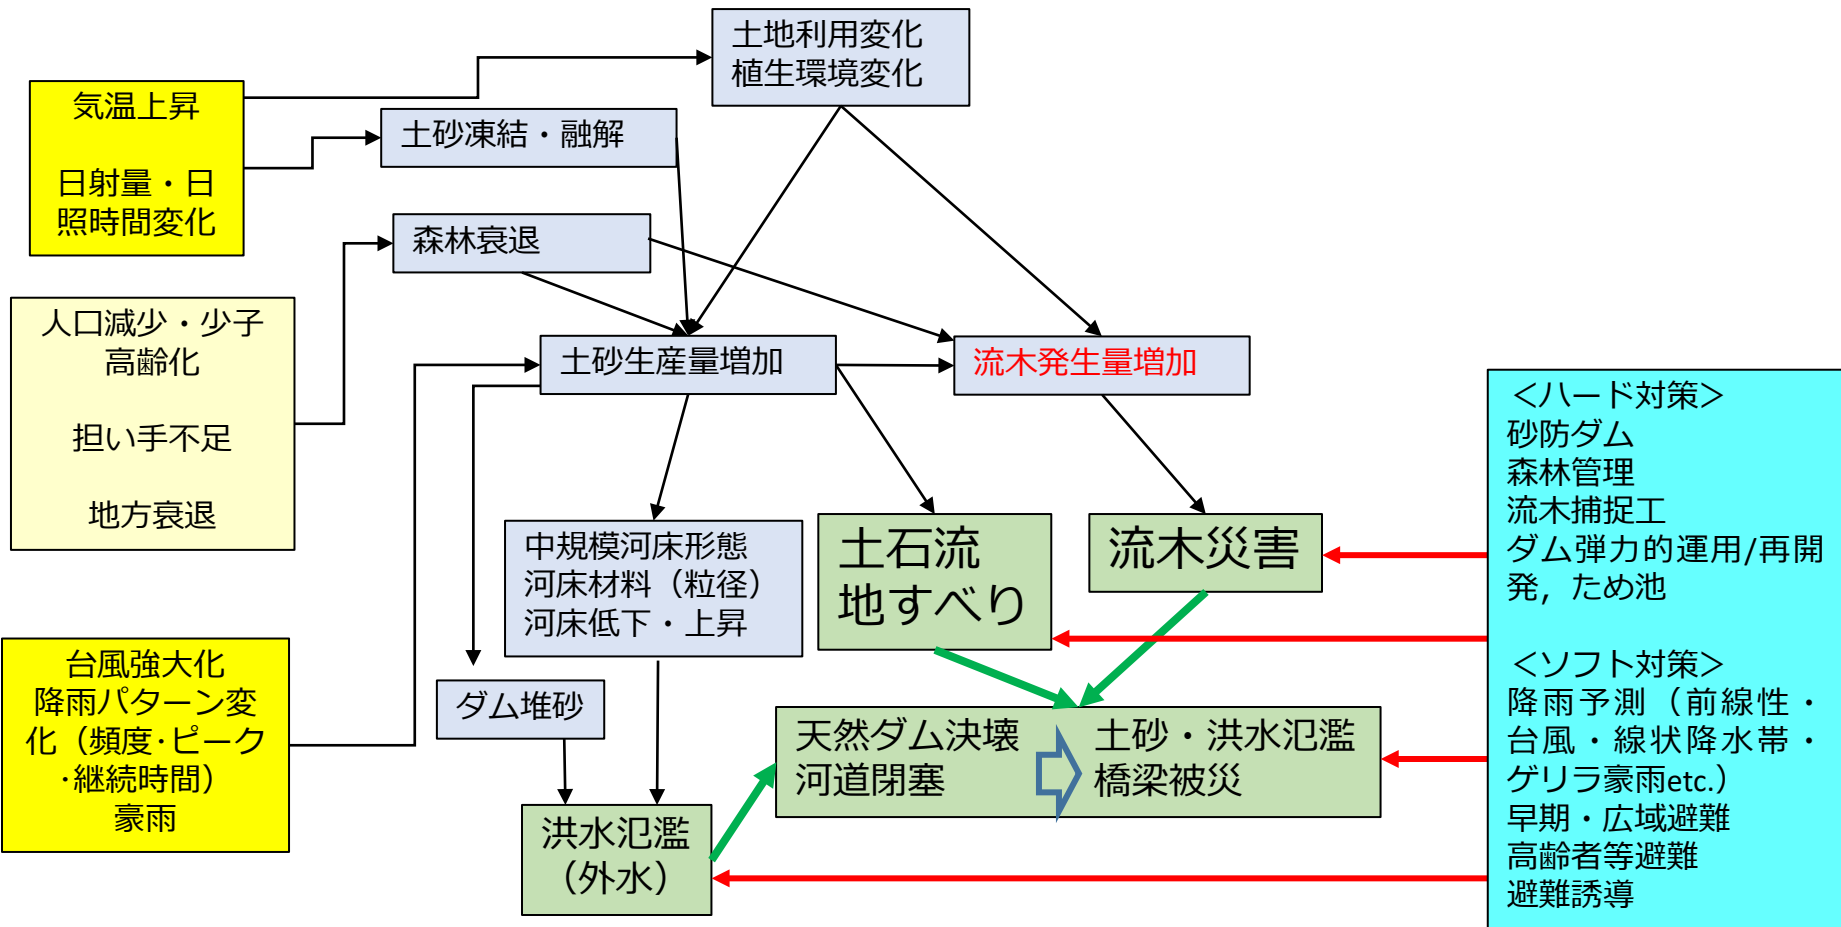 土地利用変化
植生環境変化
気温上昇
日射量・日
照時間変化
土砂凍結・融解
森林衰退
人口減少・少子
高齢化
担い手不足
地方衰退
土砂生産量増加
流木発生量増加
台風強大化
降雨パターン変
化（頻度･ピーク
･継続時間）
豪雨
中規模河床形態
河床材料（粒径）
河床低下・上昇
ダム堆砂
土石流
地すべり
流木災害
天然ダム決壊
河道閉塞
土砂・洪水氾濫
橋梁被災
洪水氾濫
（外水）
＜ハード対策＞
砂防ダム
森林管理
流木捕捉工
ダム弾力的運用/再開
発，ため池
＜ソフト対策＞
降雨予測（前線性・
台風・線状降水帯・
ゲリラ豪雨etc.）
早期・広域避難
高齢者等避難
避難誘導